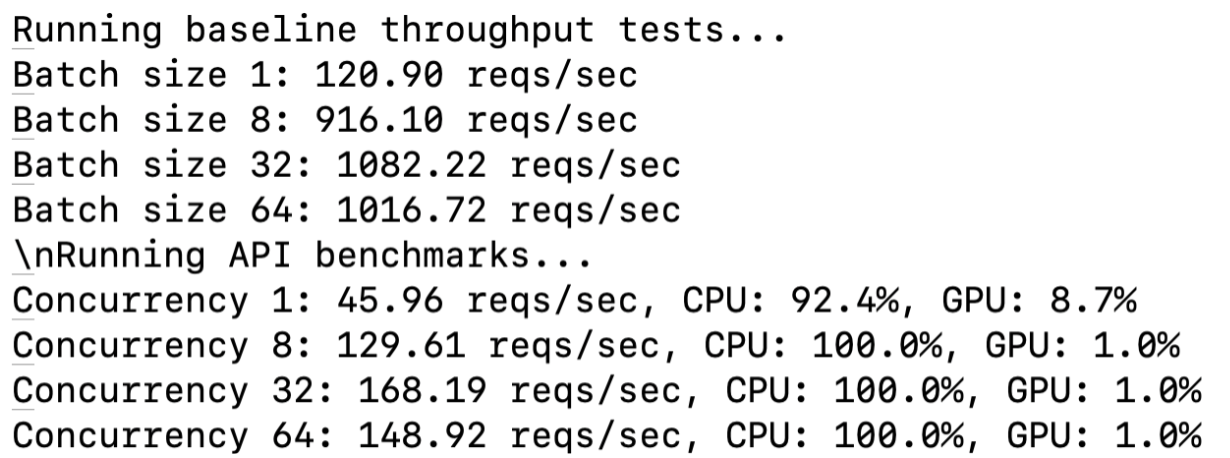 Running baseline throughput tests...
Batch size 1: 120.90 reqs/sec
Batch size 8: 916.10 reqs/sec
Batch size 32: 1082.22 reqs/sec
Batch size 64: 1016.72 reqs/sec
\nRunning API benchmarks...
Concurrency 1: 45.96 reqs/sec, CPU: 92.4%, GPU: 8.7%
Concurrency 8: 129.61 reqs/sec, CPU: 100.0%, GPU: 1.0%
Concurrency 32: 168.19 reqs/sec, CPU: 100.0%, GPU: 1.0%
Concurrency 64: 148.92 reqs/sec, CPU: 100.0%, GPU: 1.0%